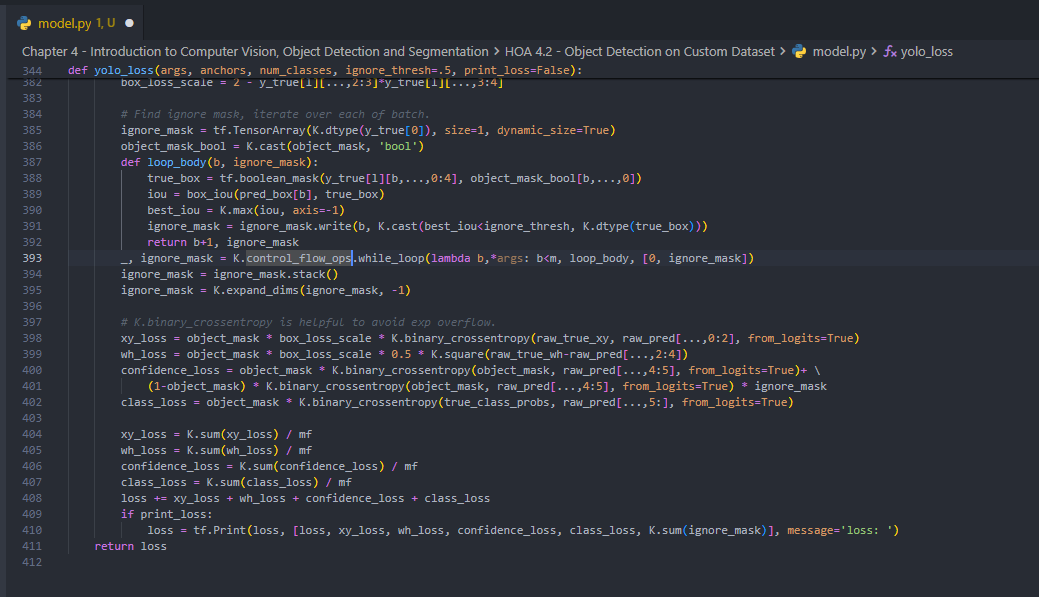 model.py 1, U ●
Chapter 4 - Introduction to Computer Vision, Object Detection and Segmentation > HOA 4.2 - Object Detection on Custom Dataset > model.py > yolo_loss
344 def yolo_loss(args, anchors, num_classes, ignore_thresh=.5, print_loss=False):
382 box_loss_scale = 2 - y_true[l][...,2:3]*y_true[l][...,3:4]
383
384 # Find ignore mask, iterate over each of batch.
385 ignore_mask = tf.TensorArray(K.dtype(y_true[0]), size=1, dynamic_size=True)
386 object_mask_bool = K.cast(object_mask, 'bool')
387 def loop_body(b, ignore_mask):
388 true_box = tf.boolean_mask(y_true[l][b,...,0:4], object_mask_bool[b,...,0])
389 iou = box_iou(pred_box[b], true_box)
390 best_iou = K.max(iou, axis=-1)
391 ignore_mask = ignore_mask.write(b, K.cast(best_iou<ignore_thresh, K.dtype(true_box)))
392 return b+1, ignore_mask
393 _, ignore_mask = K.control_flow_ops.while_loop(lambda b,*args: b<m, loop_body, [0, ignore_mask])
394 ignore_mask = ignore_mask.stack()
395 ignore_mask = K.expand_dims(ignore_mask, -1)
396
397 # K.binary_crossentropy is helpful to avoid exp overflow.
398 xy_loss = object_mask * box_loss_scale * K.binary_crossentropy(raw_true_xy, raw_pred[...,0:2], from_logits=True)
399 wh_loss = object_mask * box_loss_scale * 0.5 * K.square(raw_true_wh-raw_pred[...,2:4])
400 confidence_loss = object_mask * K.binary_crossentropy(object_mask, raw_pred[...,4:5], from_logits=True)+ \
401 (1-object_mask) * K.binary_crossentropy(object_mask, raw_pred[...,4:5], from_logits=True) * ignore_mask
402 class_loss = object_mask * K.binary_crossentropy(true_class_probs, raw_pred[...,5:], from_logits=True)
403
404 xy_loss = K.sum(xy_loss) / mf
405 wh_loss = K.sum(wh_loss) / mf
406 confidence_loss = K.sum(confidence_loss) / mf
407 class_loss = K.sum(class_loss) / mf
408 loss += xy_loss + wh_loss + confidence_loss + class_loss
409 if print_loss:
410 loss = tf.Print(loss, [loss, xy_loss, wh_loss, confidence_loss, class_loss, K.sum(ignore_mask)], message='loss: ')
411 return loss
412